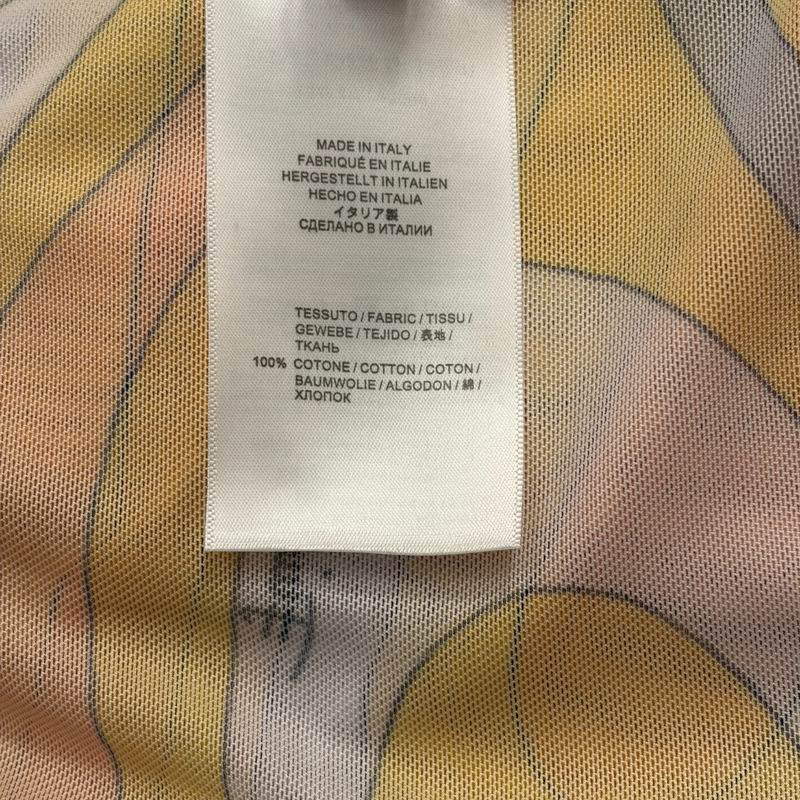 MADE IN ITALY
FABRIQUÉ EN ITALIE
HERGESTELLT IN ITALIEN
HECHO EN ITALIA
イタリア製
СДЕЛАНО В ИТАЛИИ
TESSUTO / FABRIC / TISSU /
GEWEBE / TEJIDO / 表地 /
ТКАНЬ
100% COTONE / COTTON / COTON /
BAUMWOLIE / ALGODON / 綿 /
ХЛОПОК